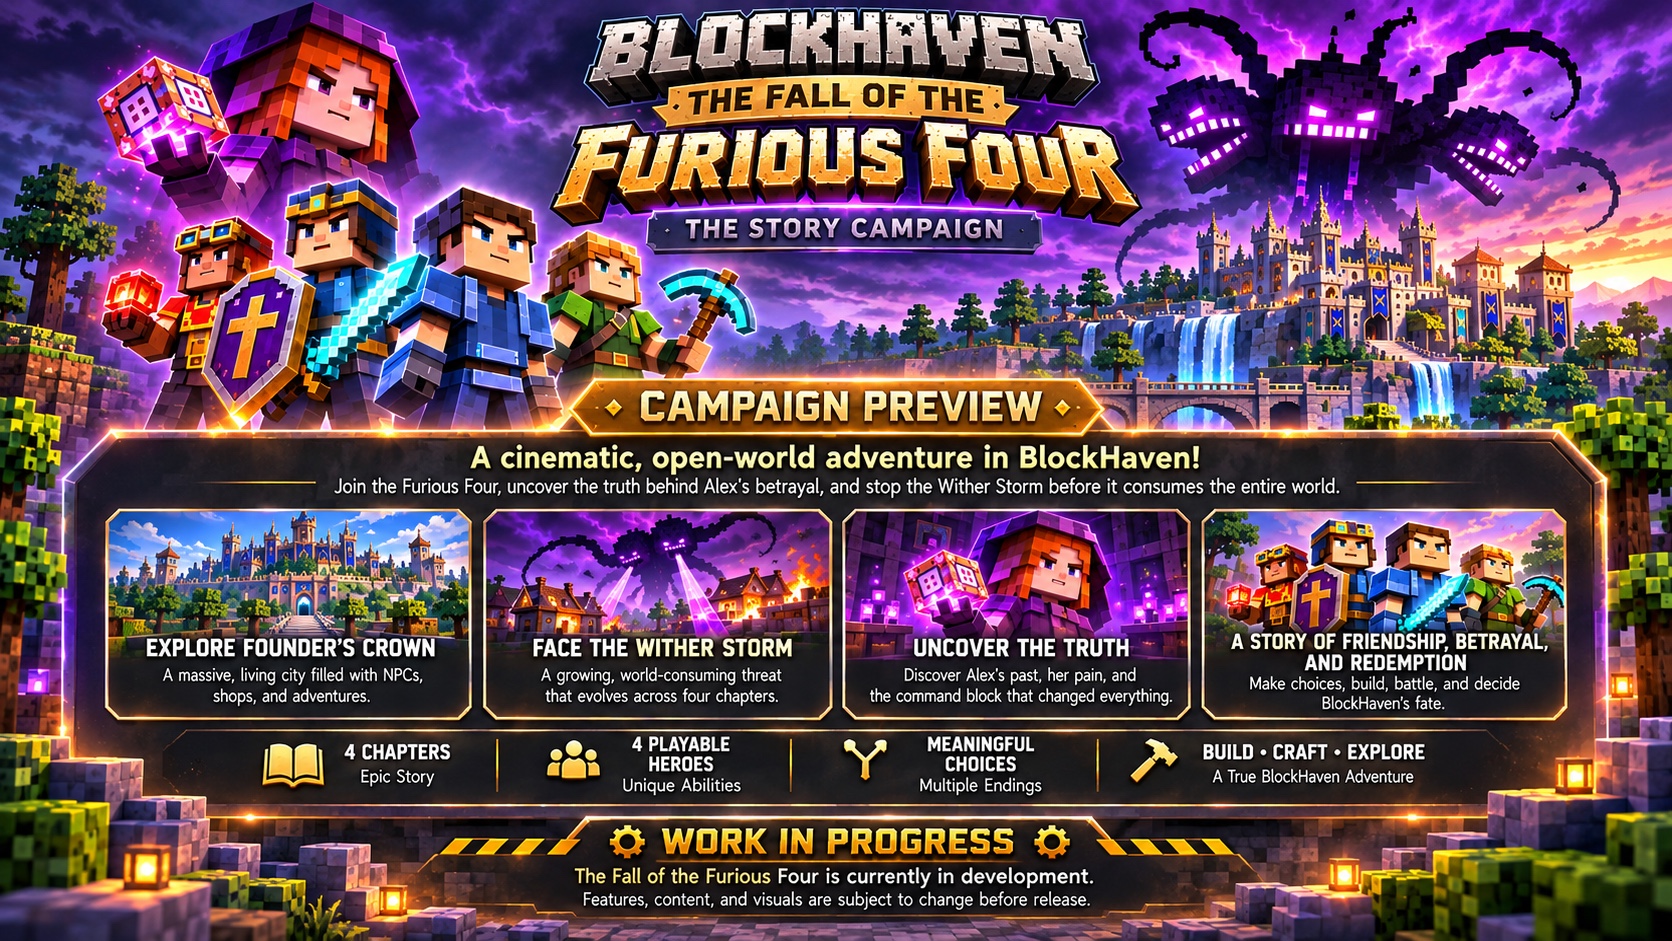 BLOCKHAVEN
THE FALL OF THE
FURIOUS FOUR
THE STORY CAMPAIGN
CAMPAIGN PREVIEW
A cinematic, open-world adventure in BlockHaven!
Join the Furious Four, uncover the truth behind Alex's betrayal, and stop the Wither Storm before it consumes the entire world.
EXPLORE FOUNDER'S CROWN
A massive, living city filled with NPCs,
shops, and adventures.
FACE THE WITHER STORM
A growing, world-consuming threat
that evolves across four chapters.
UNCOVER THE TRUTH
Discover Alex's past, her pain, and
the command block that changed everything.
A STORY OF FRIENDSHIP, BETRAYAL,
AND REDEMPTION
Make choices, build, battle, and decide
BlockHaven's fate.
4 CHAPTERS
Epic Story
4 PLAYABLE
HEROES
Unique Abilities
MEANINGFUL
CHOICES
Multiple Endings
BUILD • CRAFT • EXPLORE
A True BlockHaven Adventure
WORK IN PROGRESS
The Fall of the Furious Four is currently in development.
Features, content, and visuals are subject to change before release.